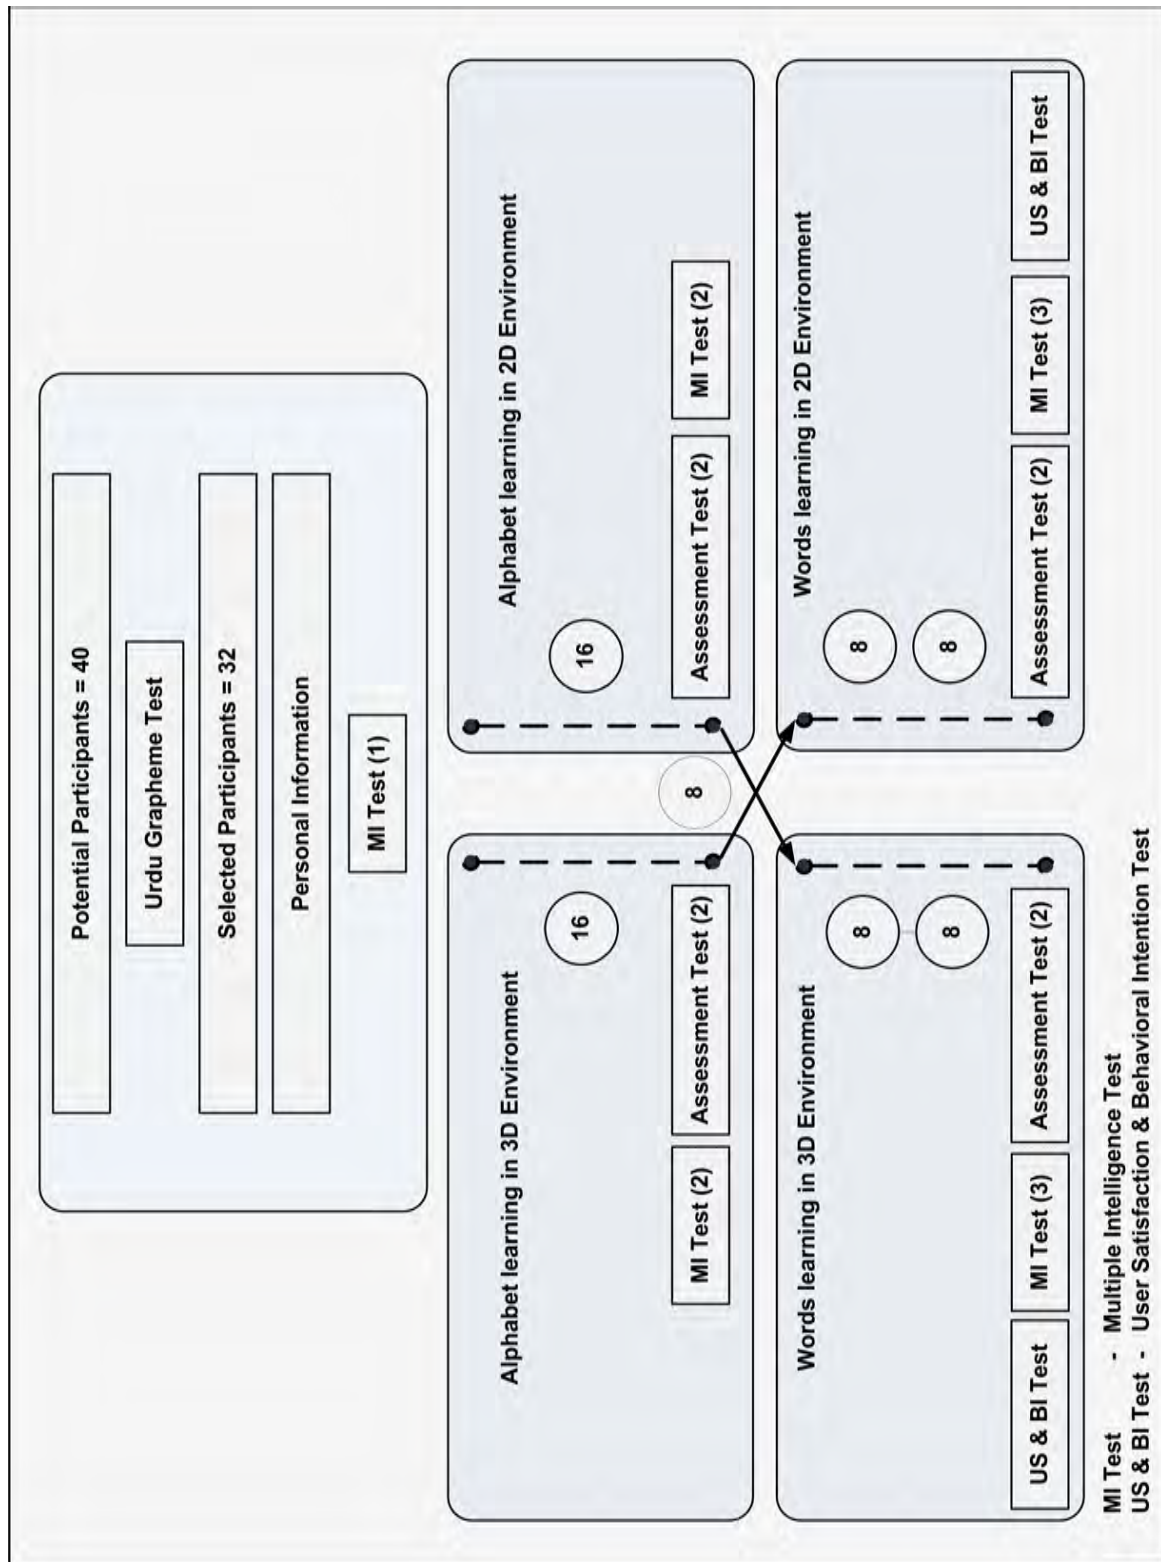 Potential Participants = 40
Urdu Grapheme Test
Selected Participants = 32
Personal Information
MI Test (1)
Alphabet learning in 3D Environment
16
MI Test (2)
Assessment Test (2)
8
Alphabet learning in 2D Environment
16
Assessment Test (2)
MI Test (2)
Words learning in 3D Environment
8
8
US & BI Test
MI Test (3)
Assessment Test (2)
Words learning in 2D Environment
8
8
Assessment Test (2)
MI Test (3)
US & BI Test
MI Test - Multiple Intelligence Test
US & BI Test - User Satisfaction & Behavioral Intention Test